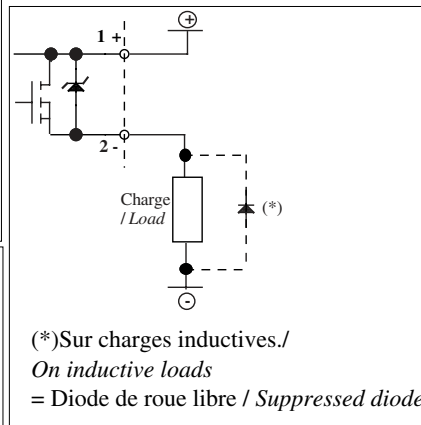 +
1 +
2 -
Charge
/ Load
(*)
-
(*)Sur charges inductives./
On inductive loads
= Diode de roue libre / Suppressed diode